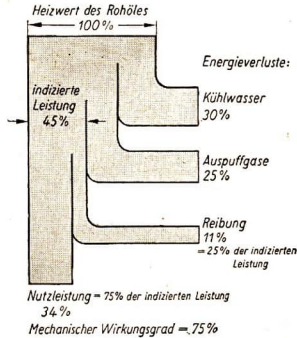 Heizwert des Rohöles
100%
Energieverluste:
indizierte
Leistung
45%
Kühlwasser
30%
Auspuffgase
25%
Reibung
11%
=25% der indizierten
Leistung
Nutzleistung = 75% der indizierten Leistung
34%
Mechanischer Wirkungsgrad = 75%